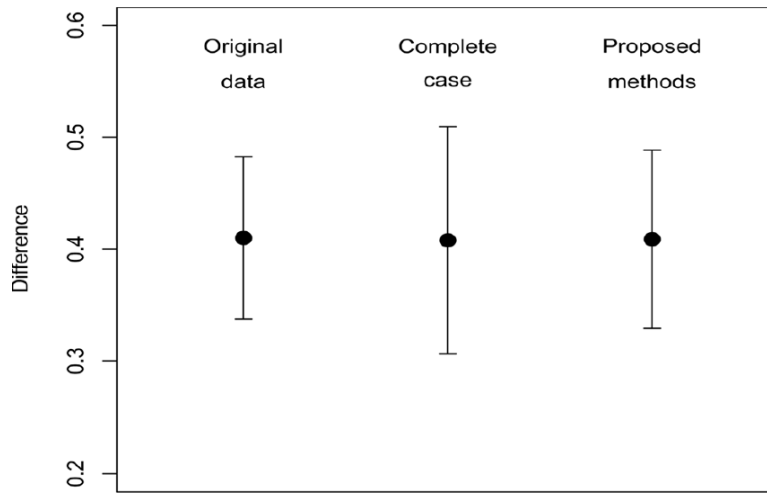 0.6
0.5
0.4
0.3
0.2
Difference
Original
data
Complete
case
Proposed
methods